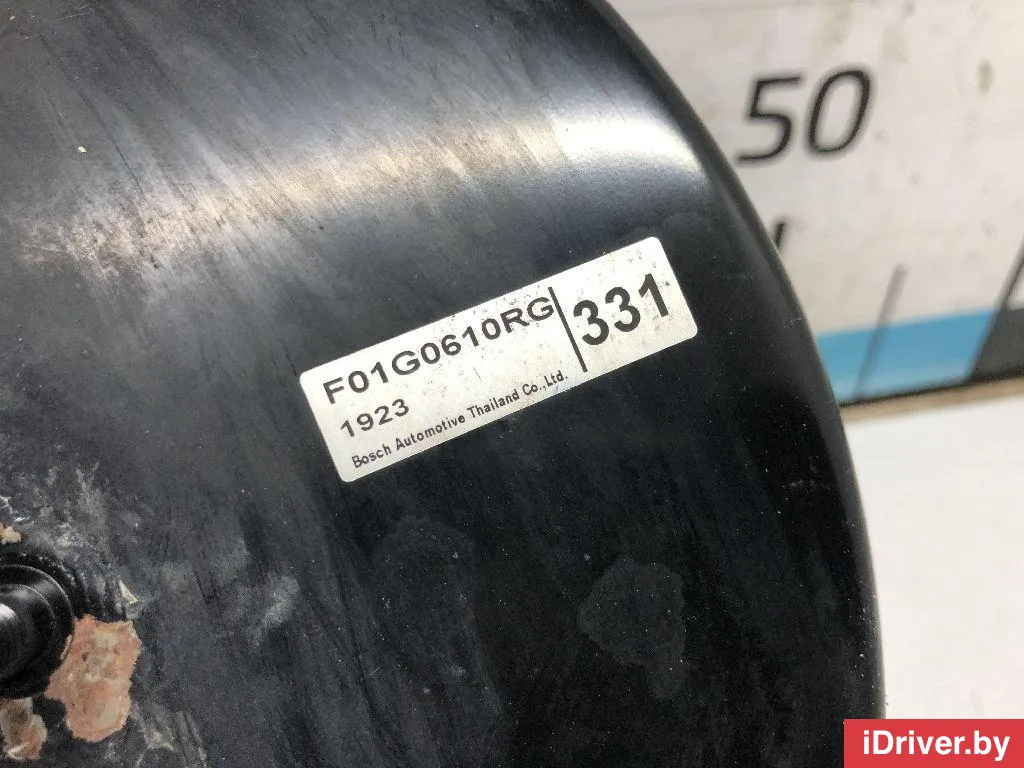 50
F01G0610RG
331
1923
Bosch Automotive Thailand Co.,Ltd.
iDriver.by